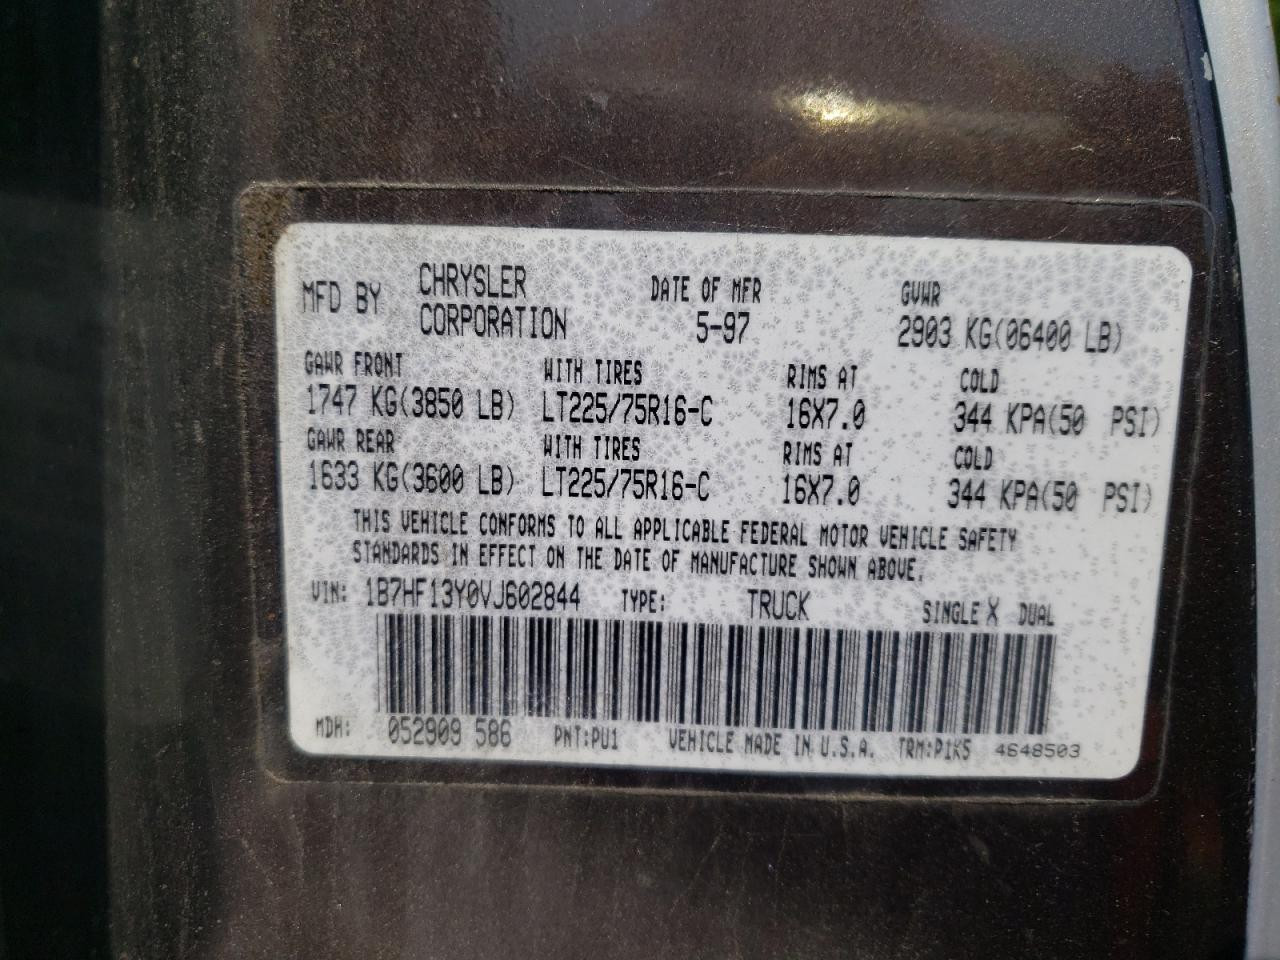 MFD BY CHRYSLER CORPORATION DATE OF MFR 5-97 GVWR 2903 KG(06400 LB)
GAWR FRONT WITH TIRES RIMS AT COLD
1747 KG(3850 LB) LT225/75R16-C 16X7.0 344 KPA(50 PSI)
GAWR REAR WITH TIRES RIMS AT COLD
1633 KG(3600 LB) LT225/75R16-C 16X7.0 344 KPA(50 PSI)
THIS VEHICLE CONFORMS TO ALL APPLICABLE FEDERAL MOTOR VEHICLE SAFETY
STANDARDS IN EFFECT ON THE DATE OF MANUFACTURE SHOWN ABOVE.
VIN: 1B7HF13Y0VJ602844 TYPE: TRUCK SINGLE X DUAL
MDH: 052909 586 PNT:PU1 VEHICLE MADE IN U.S.A. TRM:P1K5 4648503